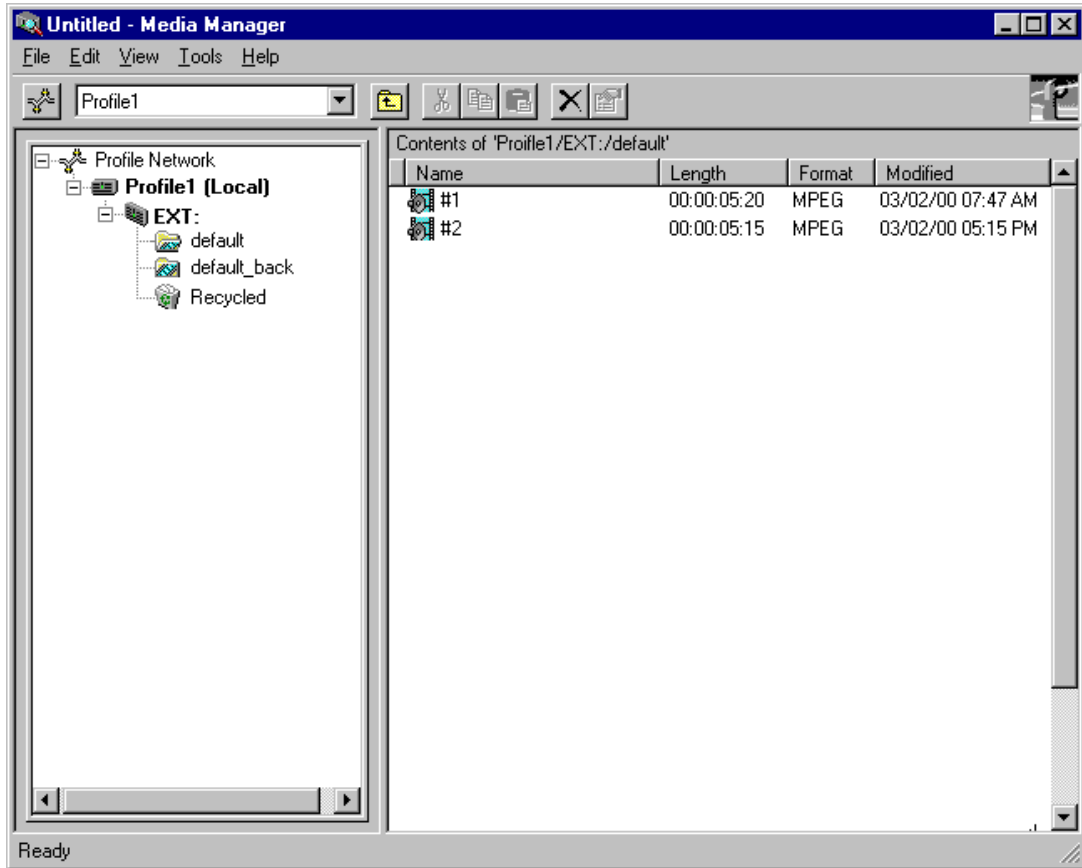 Untitled - Media Manager
File Edit View Tools Help
Profile1
Profile Network
Profile1 (Local)
EXT:
default
default_back
Recycled
Contents of 'Proifle1/EXT:/default'
Name Length Format Modified
#1 00:00:05:20 MPEG 03/02/00 07:47 AM
#2 00:00:05:15 MPEG 03/02/00 05:15 PM
Ready